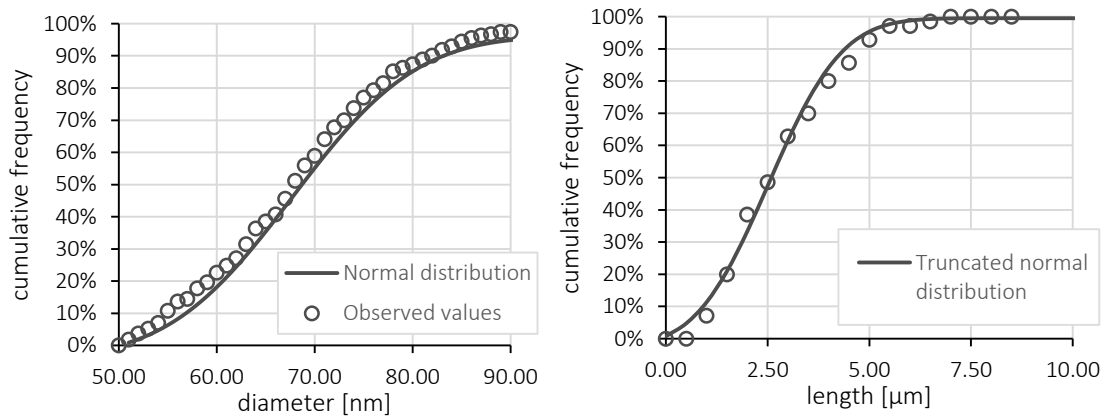 100%
90%
80%
70%
60%
50%
40%
30%
20%
10%
0%
cumulative frequency
50.00 60.00 70.00 80.00 90.00
diameter [nm]
Normal distribution
Observed values
100%
90%
80%
70%
60%
50%
40%
30%
20%
10%
0%
cumulative frequency
0.00 2.50 5.00 7.50 10.00
length [µm]
Truncated normal
distribution